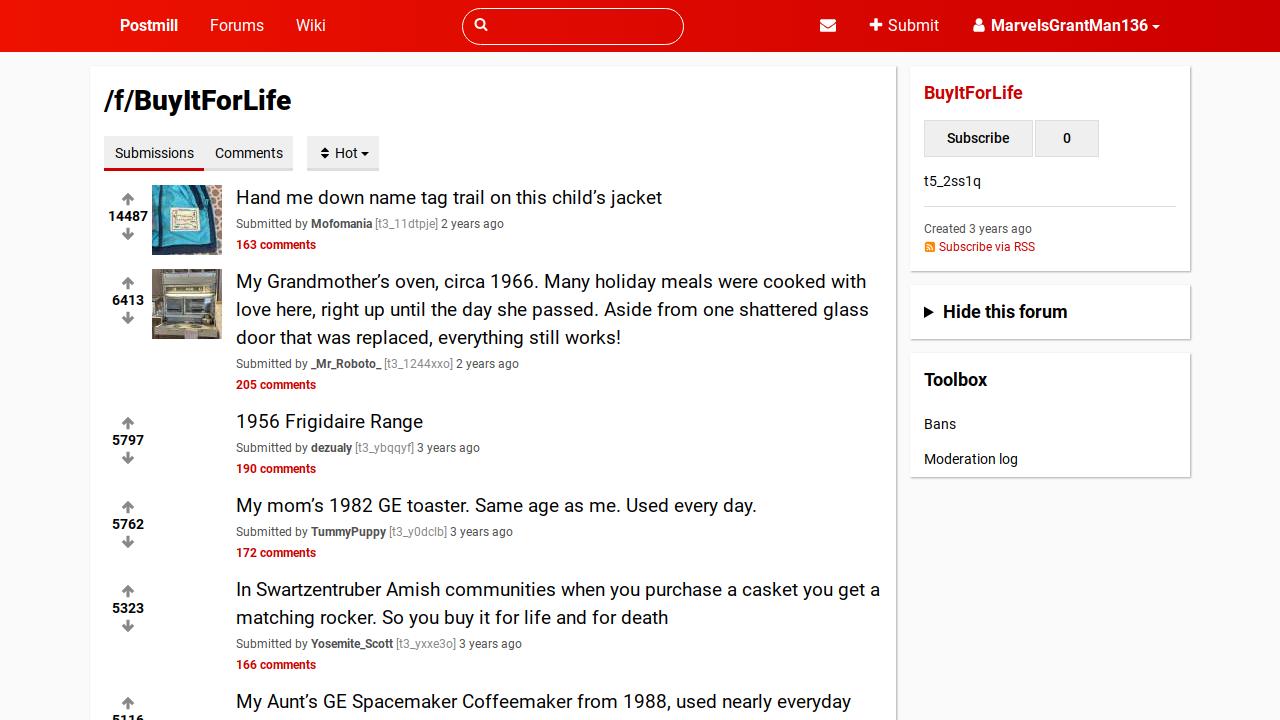 Postmill Forums Wiki Submit MarvelsGrantMan136
/f/BuyItForLife
Submissions Comments Hot
14487
Hand me down name tag trail on this child’s jacket
Submitted by Mofomania [t3_11dtpje] 2 years ago
163 comments
6413
My Grandmother’s oven, circa 1966. Many holiday meals were cooked with
love here, right up until the day she passed. Aside from one shattered glass
door that was replaced, everything still works!
Submitted by _Mr_Roboto_ [t3_1244xxo] 2 years ago
205 comments
5797
1956 Frigidaire Range
Submitted by dezualy [t3_ybqqyf] 3 years ago
190 comments
5762
My mom’s 1982 GE toaster. Same age as me. Used every day.
Submitted by TummyPuppy [t3_y0dclb] 3 years ago
172 comments
5323
In Swartzentruber Amish communities when you purchase a casket you get a
matching rocker. So you buy it for life and for death
Submitted by Yosemite_Scott [t3_yxxe3o] 3 years ago
166 comments
5116
My Aunt’s GE Spacemaker Coffeemaker from 1988, used nearly everyday
BuyItForLife
Subscribe 0
t5_2ss1q
Created 3 years ago
Subscribe via RSS
Hide this forum
Toolbox
Bans
Moderation log